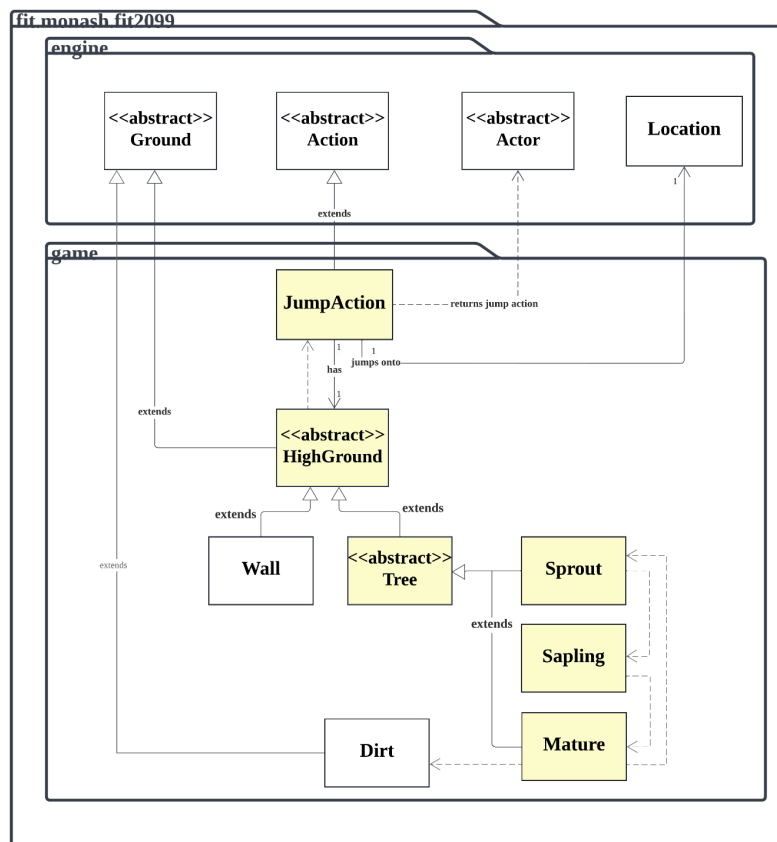 fit.monash.fit2099
engine
<<abstract>>
Ground
<<abstract>>
Action
<<abstract>>
Actor
Location
1
extends
game
JumpAction
returns jump action
1
1
has
jumps onto
1
extends
<<abstract>>
HighGround
extends
extends
Wall
<<abstract>>
Tree
Sprout
extends
extends
Sapling
Mature
Dirt